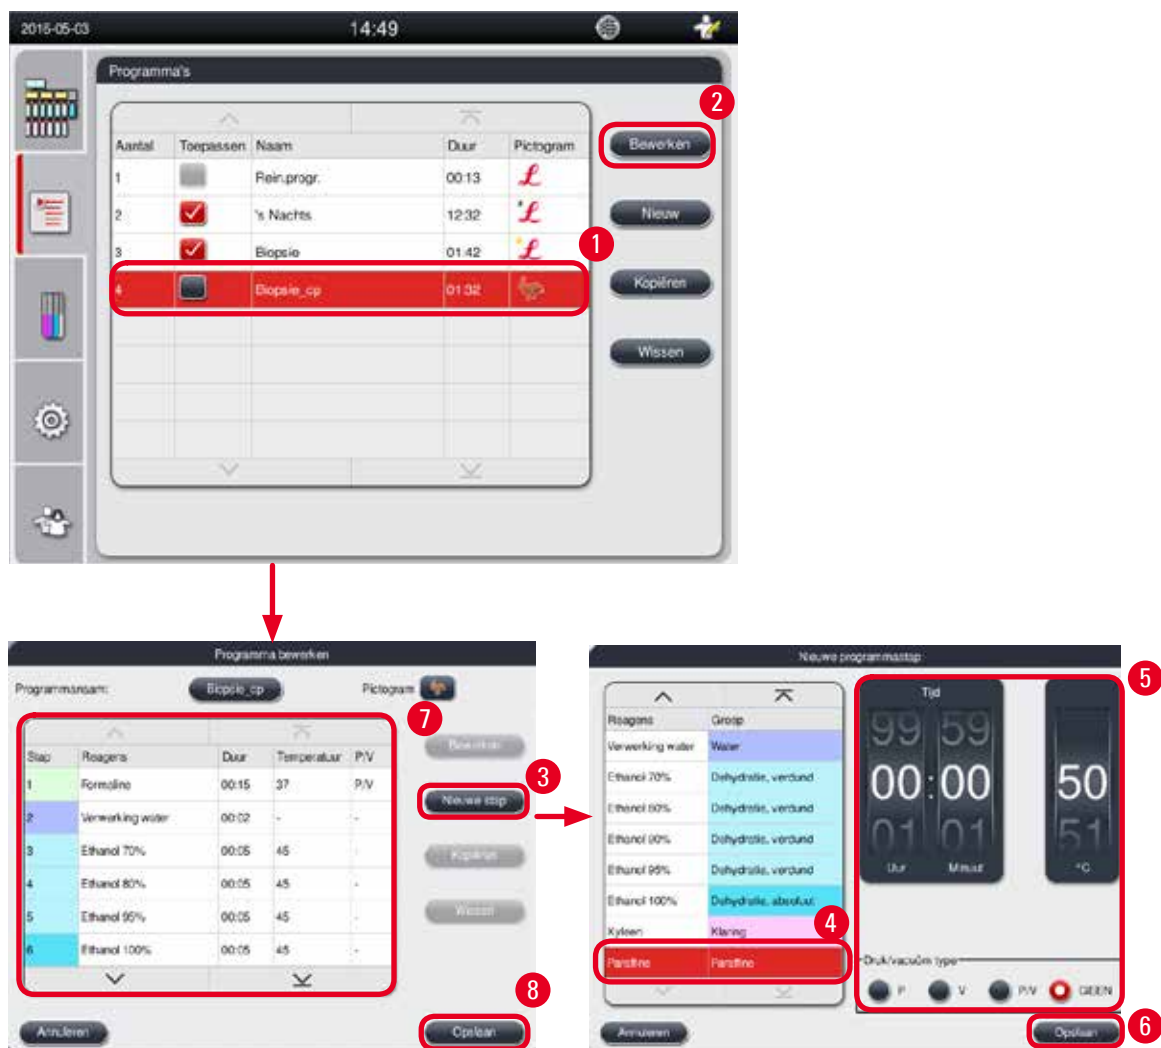 2016-05-03 14:49
Programma's
2
Aantal Toepassen Naam Duur Pictogram
Bewerken
1 Rein.progr. 00:13
2 's Nachts 12:32
Nieuw
1
3 Biopsie 01:42
4 Biopsie_cp 01:32
Kopiëren
Wissen
Programma bewerken
Programmanaam: Biopsie_cp Pictogram
7
Stap Reagens Duur Temperatuur P/V
Bewerken
1 Formaline 00:15 37 P/V
3
Nieuwe stap
2 Verwerking water 00:02 - -
3 Ethanol 70% 00:05 45 -
Kopiëren
4 Ethanol 80% 00:05 45 -
Wissen
5 Ethanol 95% 00:05 45 -
6 Ethanol 100% 00:05 45 -
8
Annuleren
Opslaan
Nieuwe programmastap
5
Reagens Groep
Verwerking water Water
Ethanol 70% Dehydratie, verdund
Ethanol 80% Dehydratie, verdund
Ethanol 90% Dehydratie, verdund
Ethanol 95% Dehydratie, verdund
Ethanol 100% Dehydratie, absoluut
4
Xyleen Klaring
Paraffine Paraffine
Tijd
99 59
00:00 50
01 01 51
Uur Minuut °C
Druk/vacuüm type
P V P/V GEEN
Annuleren
Opslaan
6